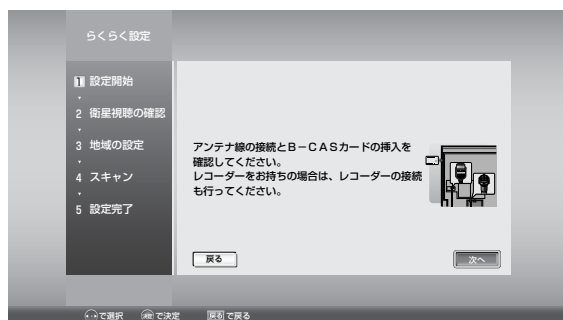 らくらく設定
1 設定開始
2 衛星視聴の確認
3 地域の設定
4 スキャン
5 設定完了
アンテナ線の接続とB－CASカードの挿入を
確認してください。
レコーダーをお持ちの場合は、レコーダーの接続
も行ってください。
戻る 次へ
で選択 決定 で決定 戻る で戻る